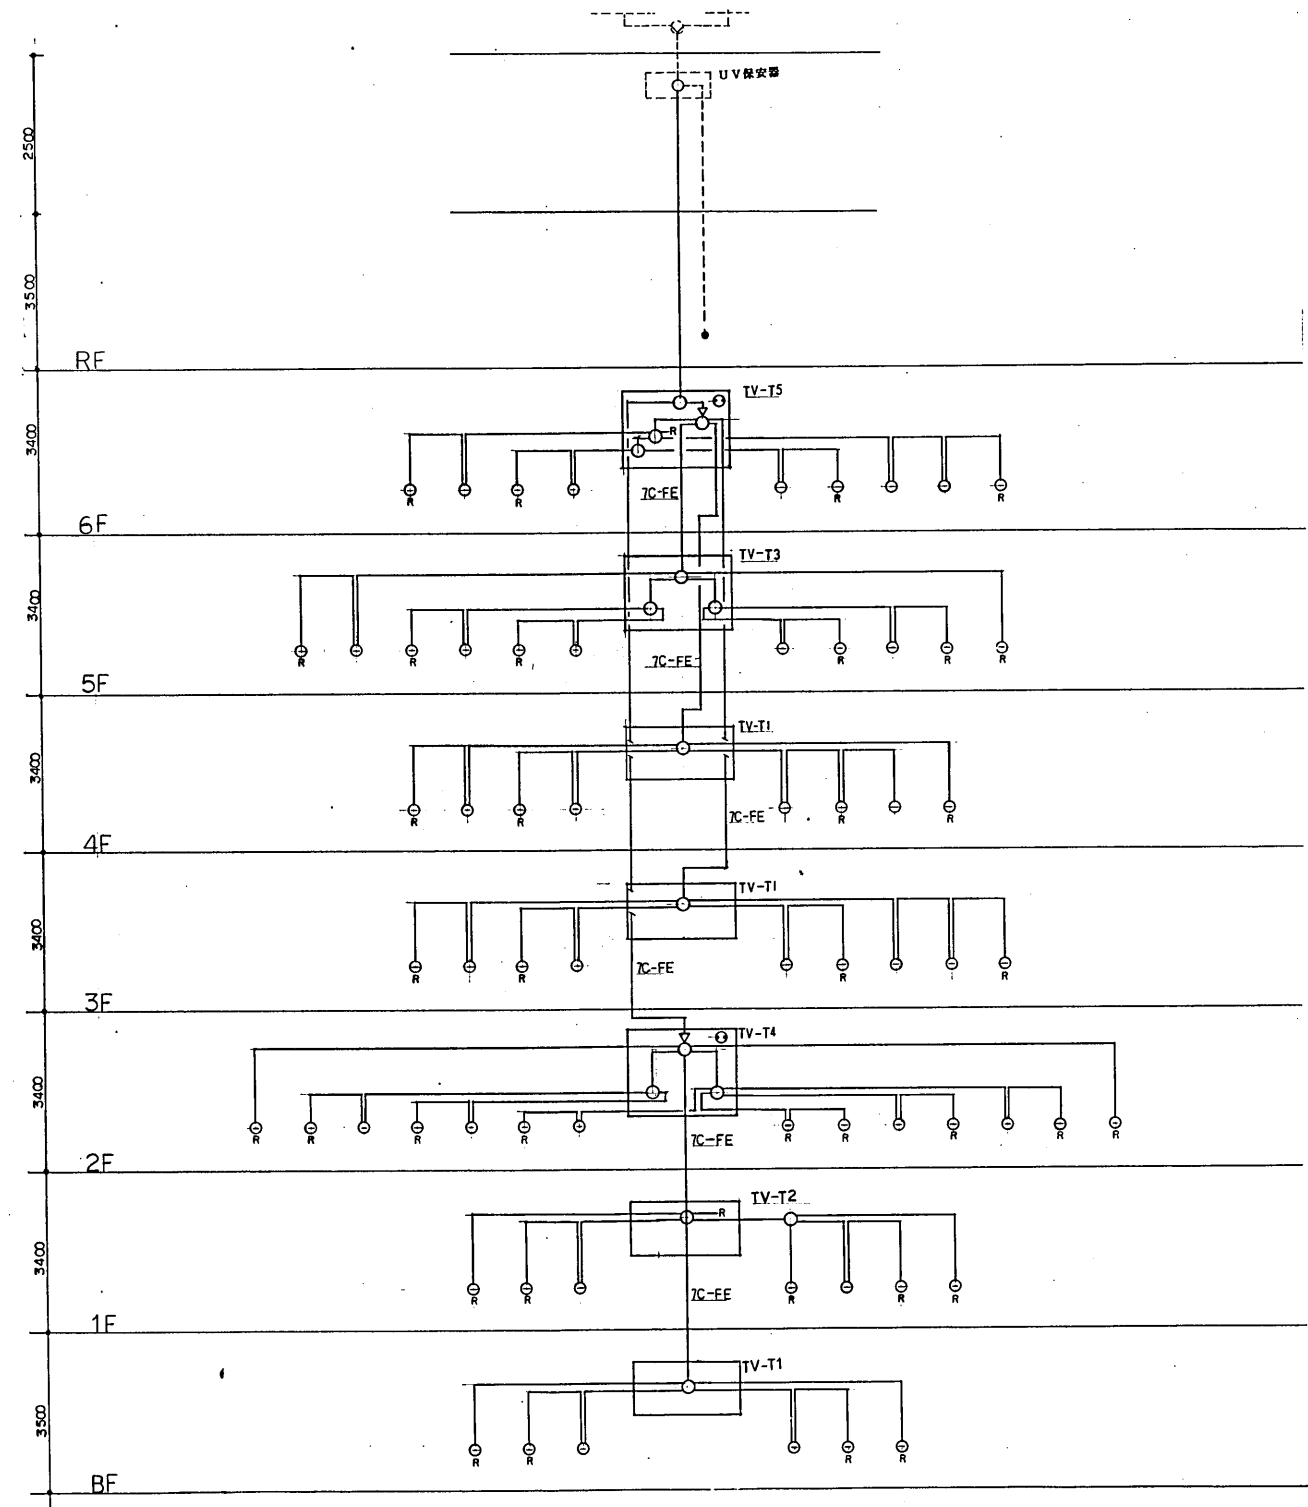 UV保安器
2500
3500
RF
TV-T5
R
3400
7C-FE
R R R R
6F
TV-T3
3400
R R R R R R
7C-FE
5F
TV-T1
3400
7C-FE
R R R R
4F
TV-T1
3400
7C-FE
R R R R
3F
TV-T4
3400
R R R R R R R R R R
7C-FE
2F
TV-T2
R
3400
7C-FE
R R R R R
1F
TV-T1
3500
R R R R
BF